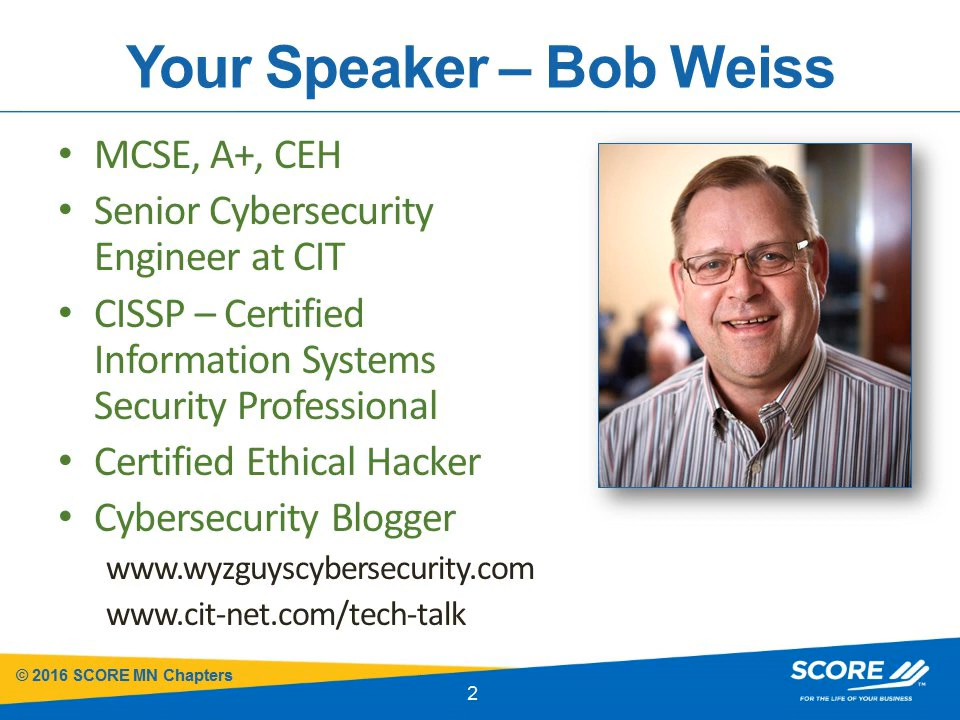 Your Speaker – Bob Weiss
• MCSE, A+, CEH
• Senior Cybersecurity
Engineer at CIT
• CISSP – Certified
Information Systems
Security Professional
• Certified Ethical Hacker
• Cybersecurity Blogger
www.wyzguyscybersecurity.com
www.cit-net.com/tech-talk
© 2016 SCORE MN Chapters
2
SCORE™
FOR THE LIFE OF YOUR BUSINESS